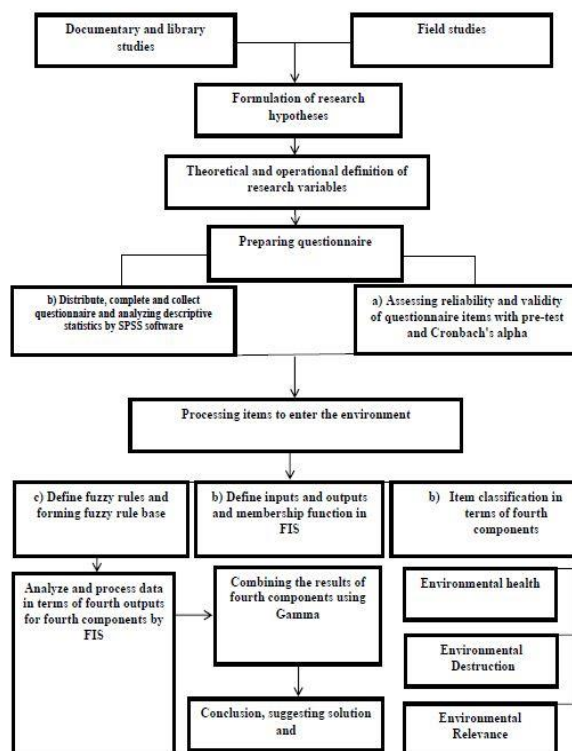 Documentary and library
studies
Field studies
Formulation of research
hypotheses
Theoretical and operational definition of
research variables
Preparing questionnaire
b) Distribute, complete and collect
questionnaire and analyzing descriptive
statistics by SPSS software
a) Assessing reliability and validity
of questionnaire items with pre-test
and Cronbach's alpha
Processing items to enter the environment
c) Define fuzzy rules and
forming fuzzy rule base
b) Define inputs and outputs
and membership function in
FIS
b) Item classification in
terms of fourth
components
Analyze and process data
in terms of fourth outputs
for fourth components by
FIS
Combining the results of
fourth components using
Gamma
Environmental health
Environmental
Destruction
Conclusion, suggesting solution
and
Environmental
Relevance